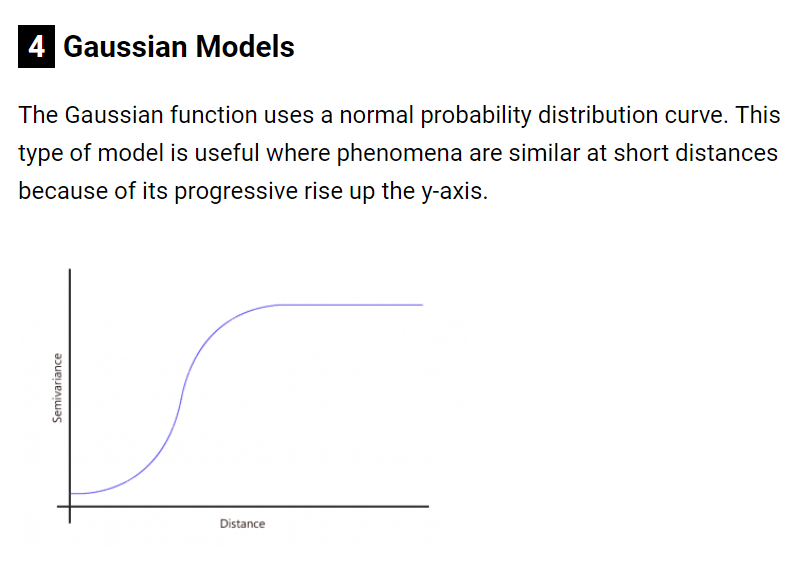 4 Gaussian Models
The Gaussian function uses a normal probability distribution curve. This
type of model is useful where phenomena are similar at short distances
because of its progressive rise up the y-axis.
Semivariance
Distance